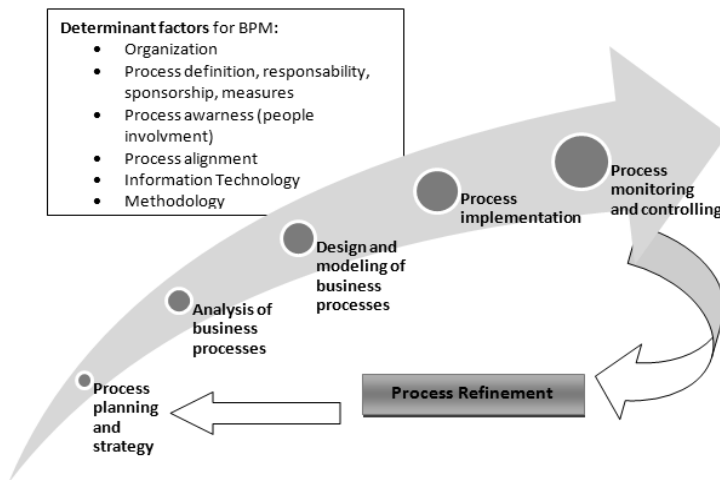 Determinant factors for BPM:
• Organization
• Process definition, responsability,
sponsorship, measures
• Process awarness (people
involvment)
• Process alignment
• Information Technology
• Methodology
Process
monitoring
and controlling
Process
implementation
Design and
modeling of
business
processes
Analysis of
business
processes
Process
planning
and
strategy
Process Refinement